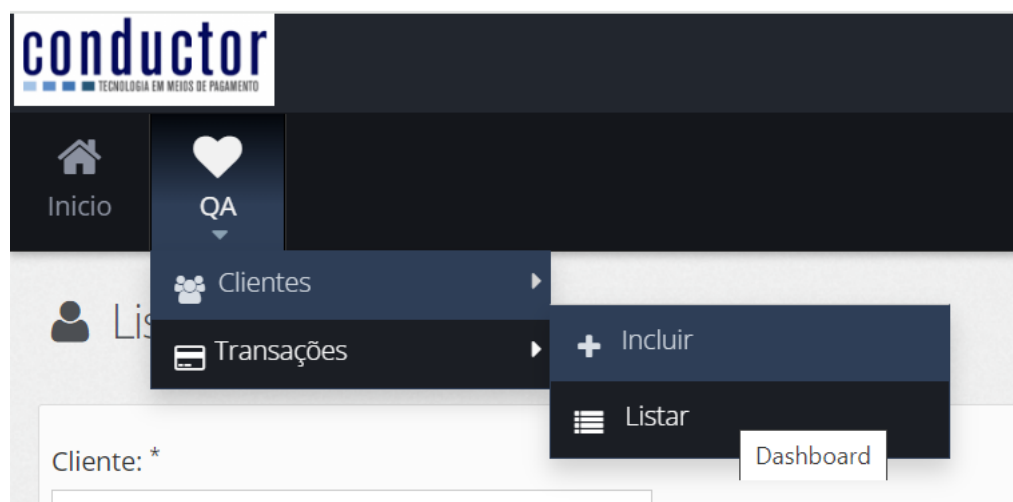 conductor
TECNOLOGIA EM MEIOS DE PAGAMENTO
Inicio
QA
Clientes
Lis
Transações
Incluir
Listar
Dashboard
Cliente: *